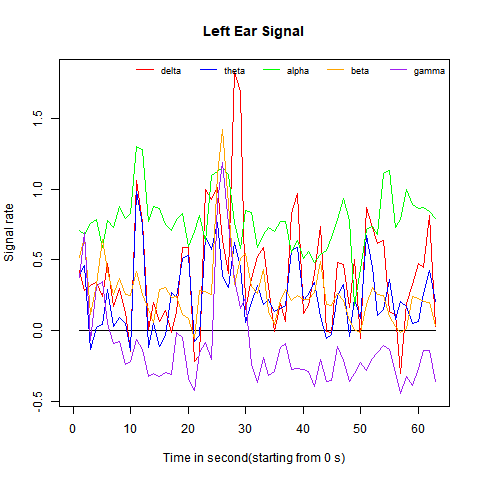 Left Ear Signal
delta theta alpha beta gamma
Signal rate
1.5
1.0
0.5
0.0
-0.5
0 10 20 30 40 50 60
Time in second(starting from 0 s)